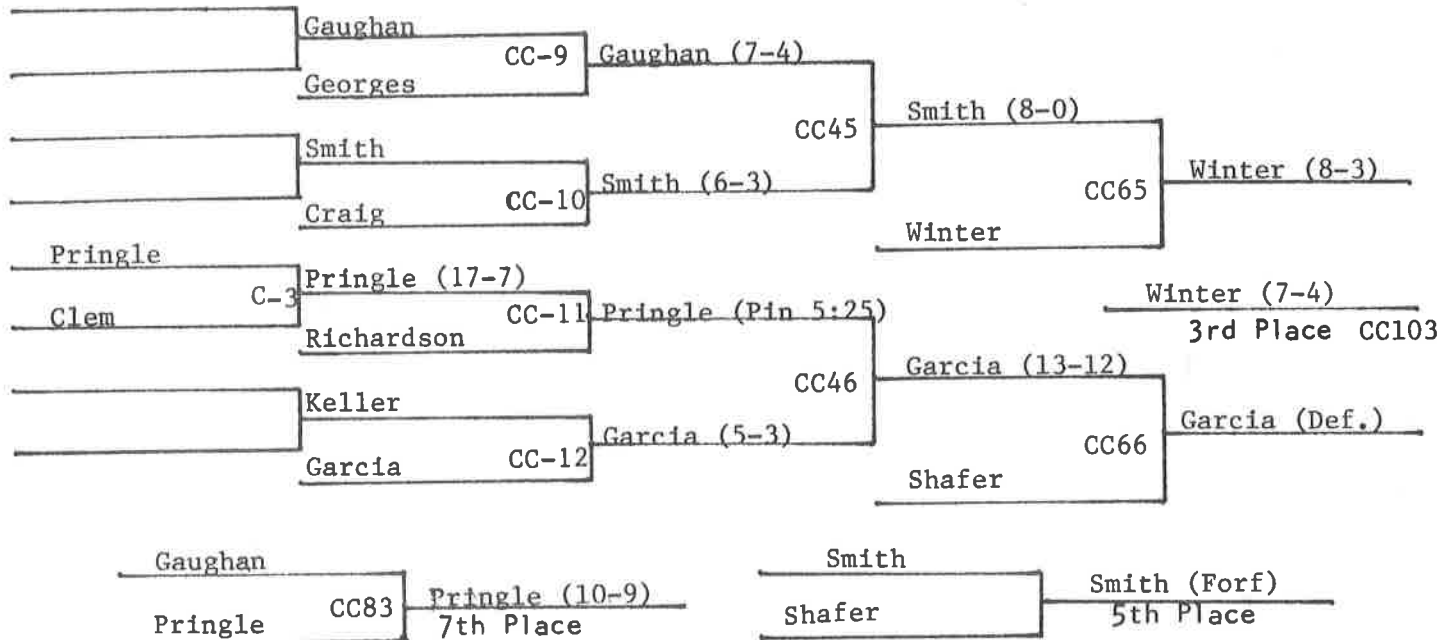 Gaughan
CC-9
Gaughan (7-4)
Georges
CC45
Smith (8-0)
Smith
CC-10
Smith (6-3)
CC65
Winter (8-3)
Craig
Winter
Pringle
C-3
Pringle (17-7)
Clem
CC-11
Pringle (Pin 5:25)
Winter (7-4)
3rd Place CC103
Richardson
CC46
Garcia (13-12)
Keller
CC-12
Garcia (5-3)
CC66
Garcia (Def.)
Garcia
Shafer
Gaughan
CC83
Pringle (10-9)
Pringle
7th Place
Smith
Smith (Forf)
Shafer
5th Place